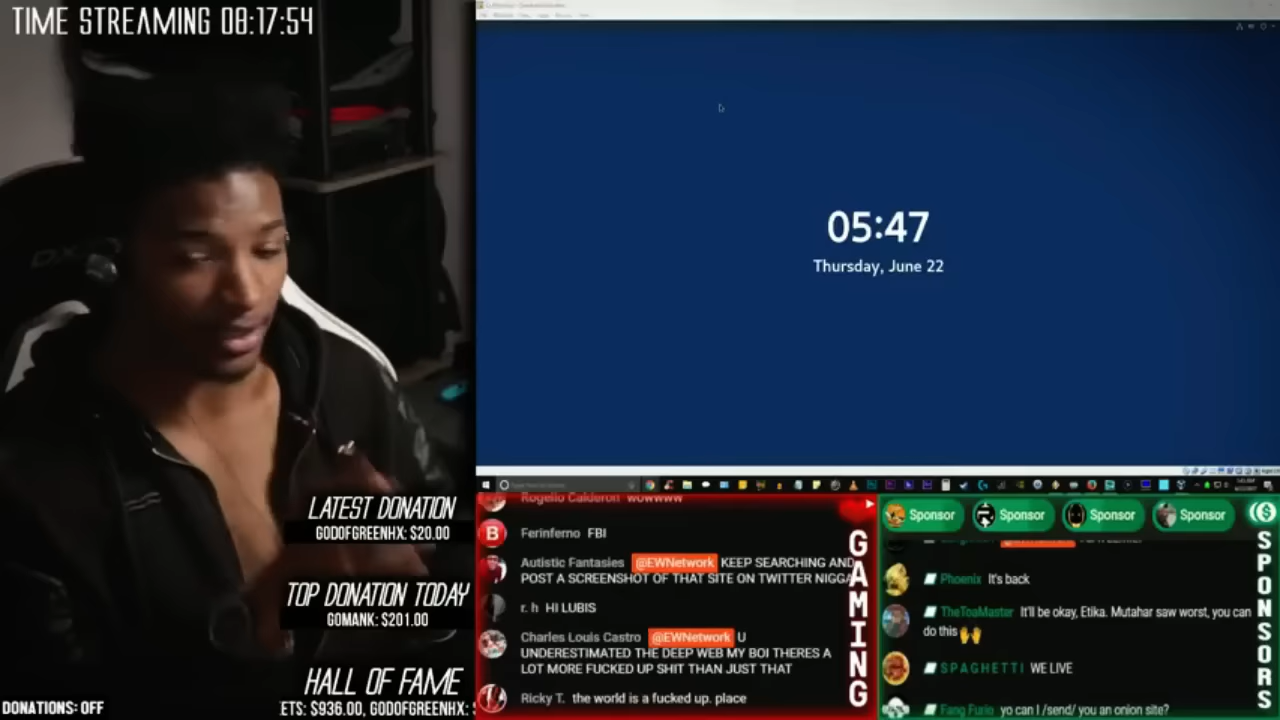 TIME STREAMING 08:17:54
05:47
Thursday, June 22
LATEST DONATION
GODOFGREENHX: $20.00
TOP DONATION TODAY
GOMANK: $201.00
HALL OF FAME
ETS: $936.00, GODOFGREENHX:
DONATIONS: OFF
Rogelio Calderon wowwww
Ferinferno FBI
Autistic Fantasies @EWNetwork KEEP SEARCHING AND
POST A SCREENSHOT OF THAT SITE ON TWITTER NIGGA
r. h HI LUBIS
Charles Louis Castro @EWNetwork U
UNDERESTIMATED THE DEEP WEB MY BOI THERES A
LOT MORE FUCKED UP SHIT THAN JUST THAT
Ricky T. the world is a fucked up. place
GAMING
Sponsor
Sponsor
Sponsor
Sponsor
Phoenix It's back
TheToaMaster It'll be okay, Etika. Mutahar saw worst, you can
do this
SPAGHETTI WE LIVE
Fang Furio yo can I /send/ you an onion site?
SPONSORS